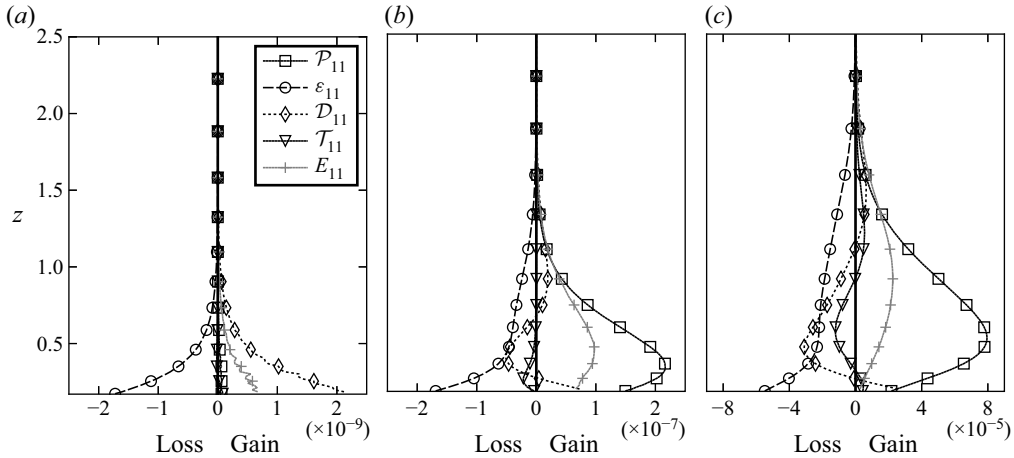 (a) (b) (c)
2.5
2.0
1.5
z
1.0
0.5
𝒫₁₁
ε₁₁
𝒟₁₁
𝒯₁₁
E₁₁
−2 −1 0 1 2 −2 −1 0 1 2 −8 −4 0 4 8
(×10⁻⁹) (×10⁻⁷) (×10⁻⁵)
Loss Gain Loss Gain Loss Gain